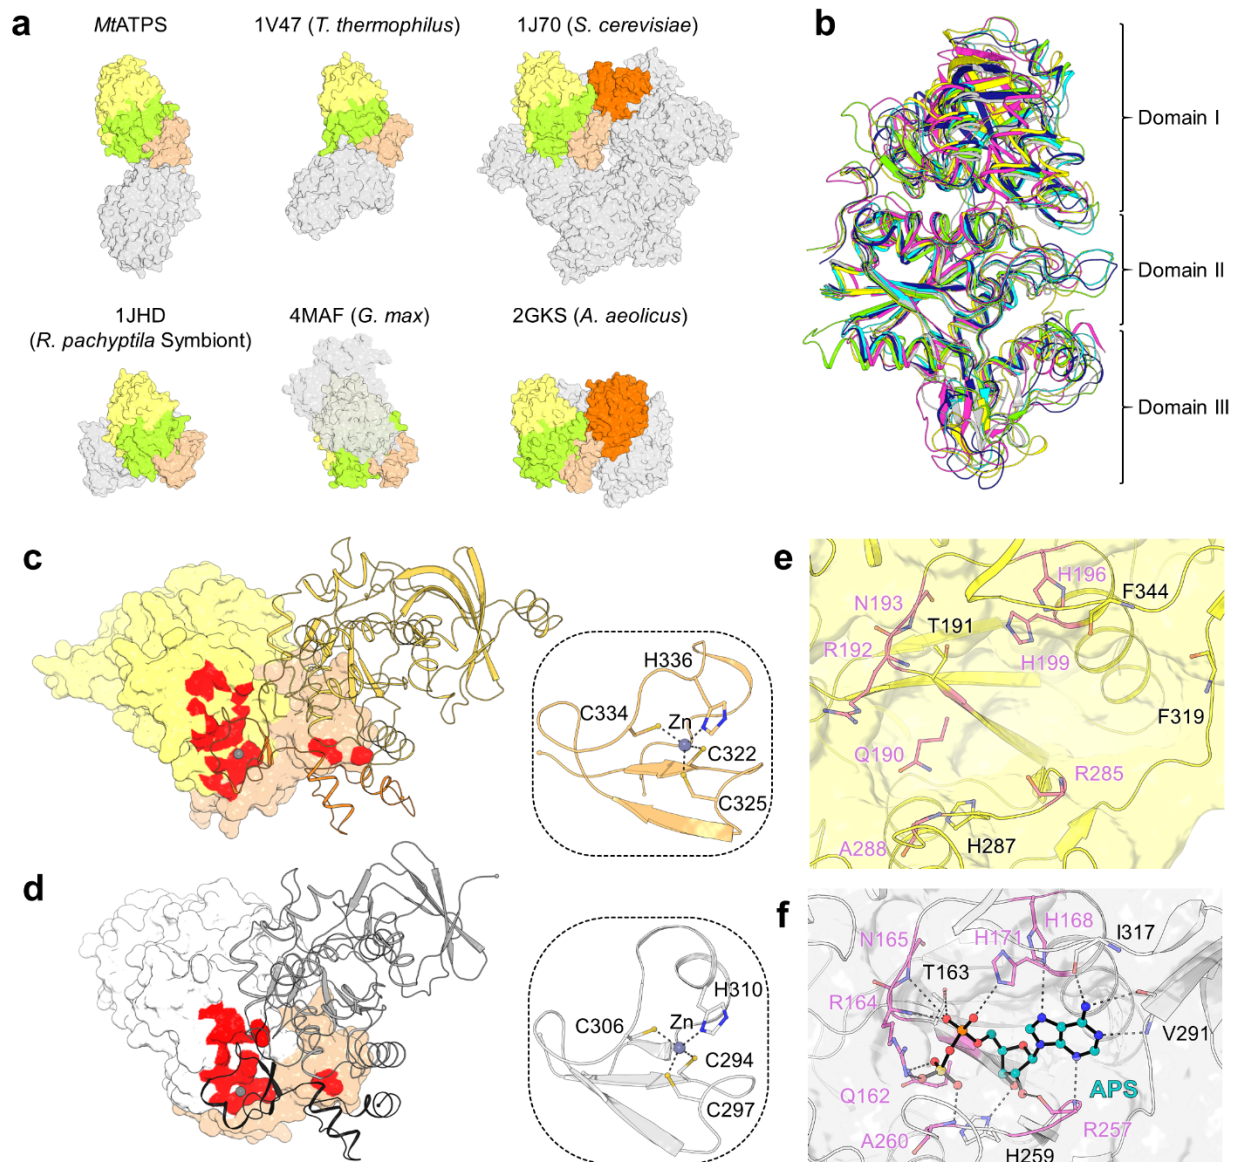 a
MtATPS
1V47 (T. thermophilus)
1J70 (S. cerevisiae)
1JHD
(R. pachyptila Symbiont)
4MAF (G. max)
2GKS (A. aeolicus)
b
Domain I
Domain II
Domain III
c
H336
C334
Zn
C322
C325
d
H310
C306
Zn
C294
C297
e
H196
F344
N193
T191
R192
H199
F319
Q190
R285
A288
H287
f
H168
N165
H171
I317
T163
R164
V291
APS
Q162
R257
A260
H259